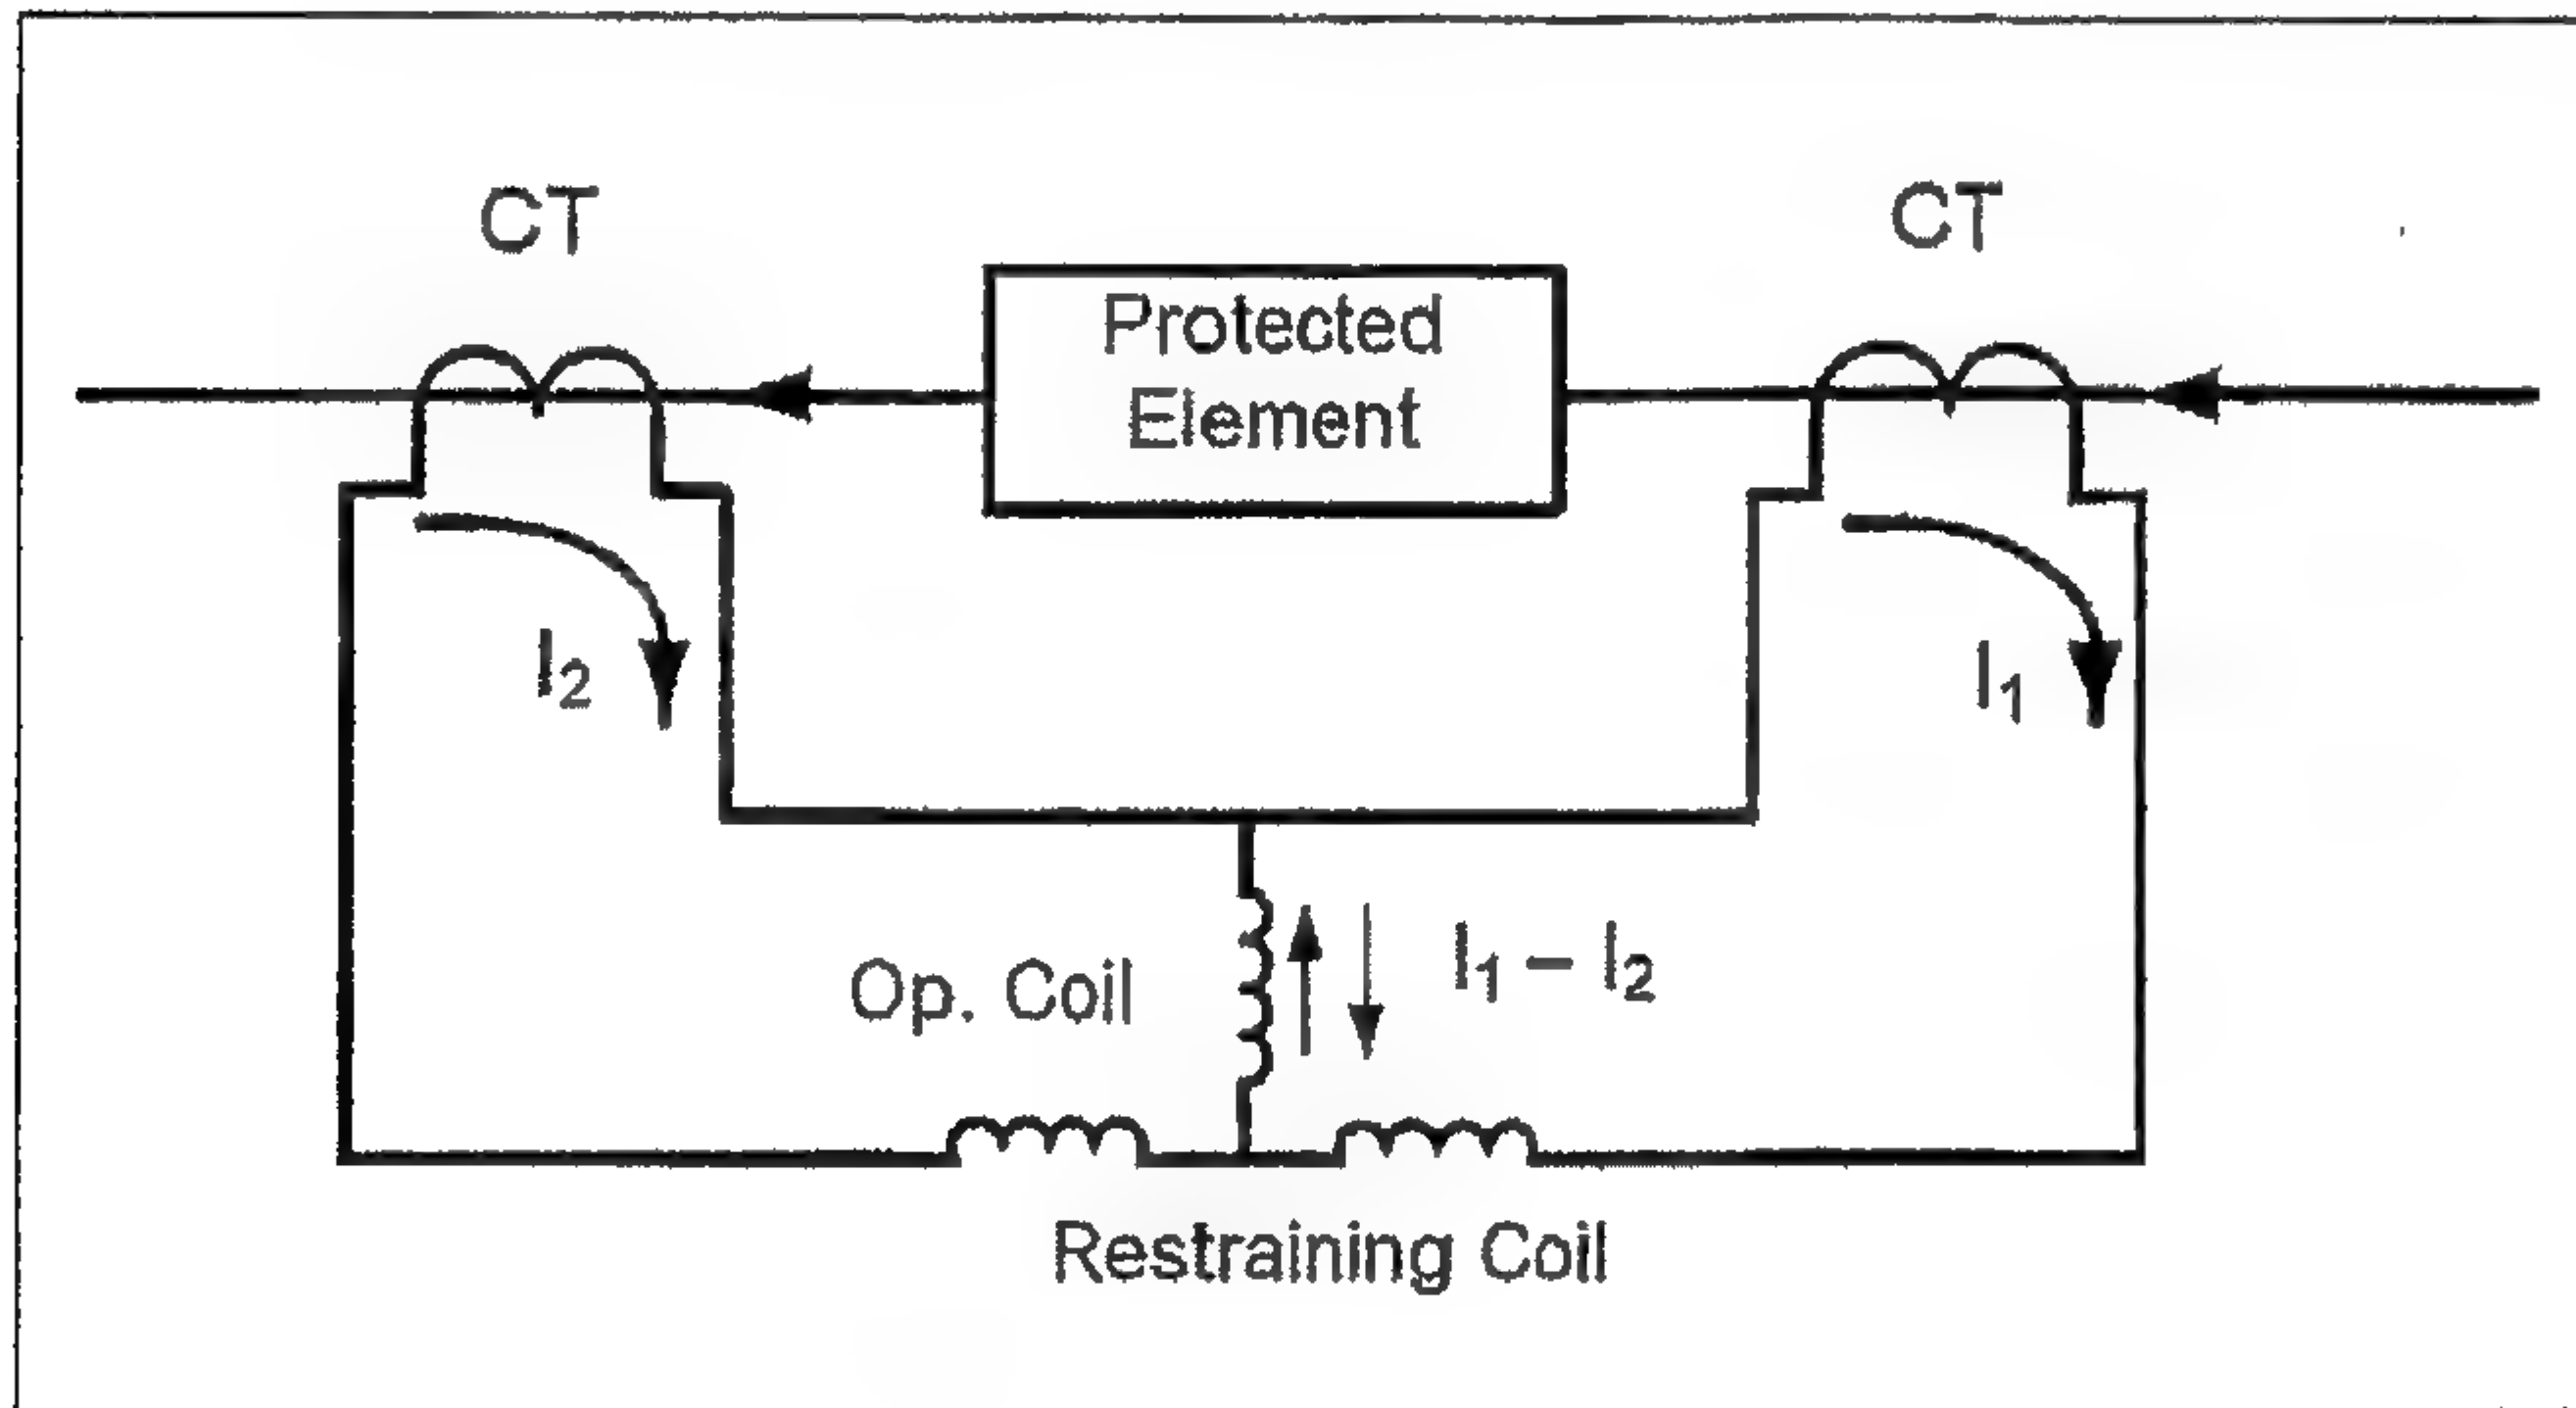 CT
CT
Protected
Element
I₂
I₁
Op. Coil
I₁ – I₂
Restraining Coil